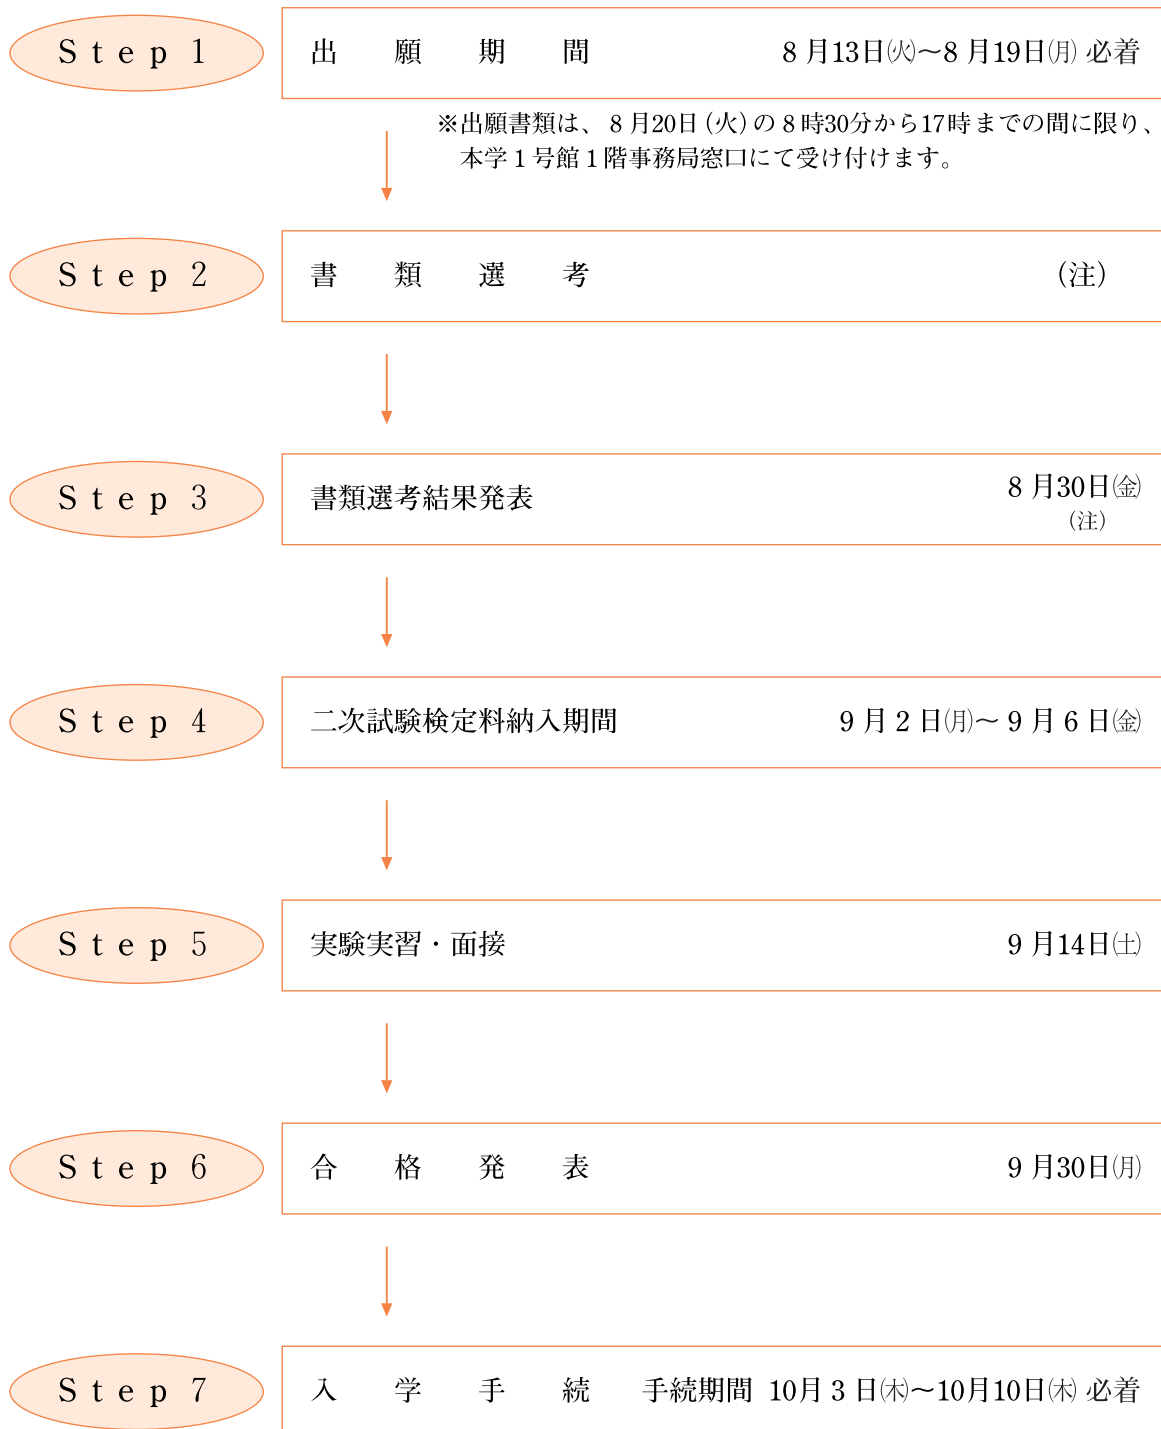 Step 1
出願期間 8月13日㈫～8月19日㈪ 必着
※出願書類は、8月20日（火）の8時30分から17時までの間に限り、
本学1号館1階事務局窓口にて受け付けます。
Step 2
書類選考 （注）
Step 3
書類選考結果発表 8月30日㈮
（注）
Step 4
二次試験検定料納入期間 9月2日㈪～9月6日㈮
Step 5
実験実習・面接 9月14日㈯
Step 6
合格発表 9月30日㈪
Step 7
入学手続 手続期間 10月3日㈭～10月10日㈭ 必着